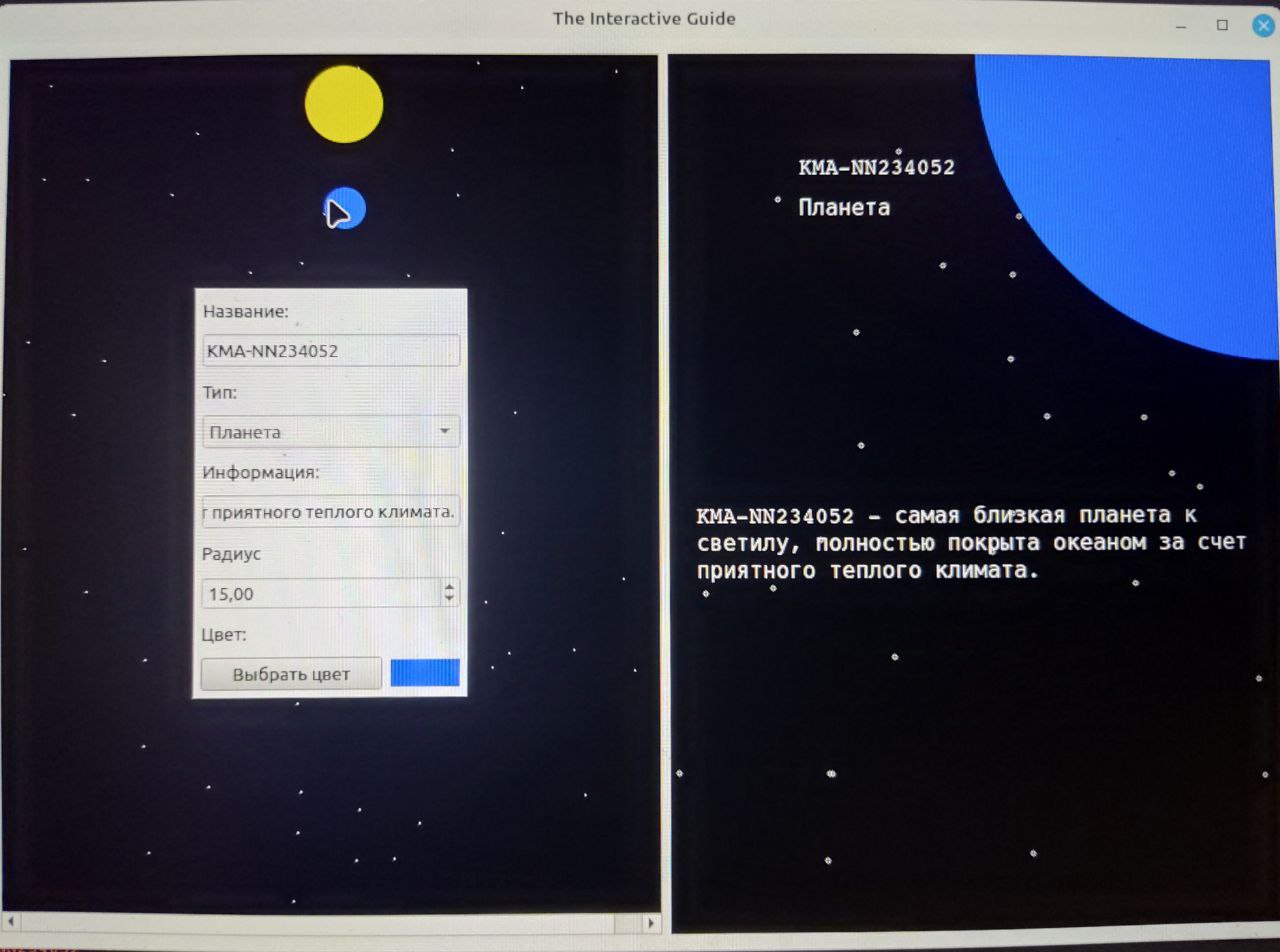 The Interactive Guide
Название:
KMA-NN234052
Тип:
Планета
Информация:
приятного теплого климата.
Радиус
15,00
Цвет:
Выбрать цвет
KMA-NN234052
Планета
KMA-NN234052 - самая близкая планета к
светилу, полностью покрыта океаном за счет
приятного теплого климата.